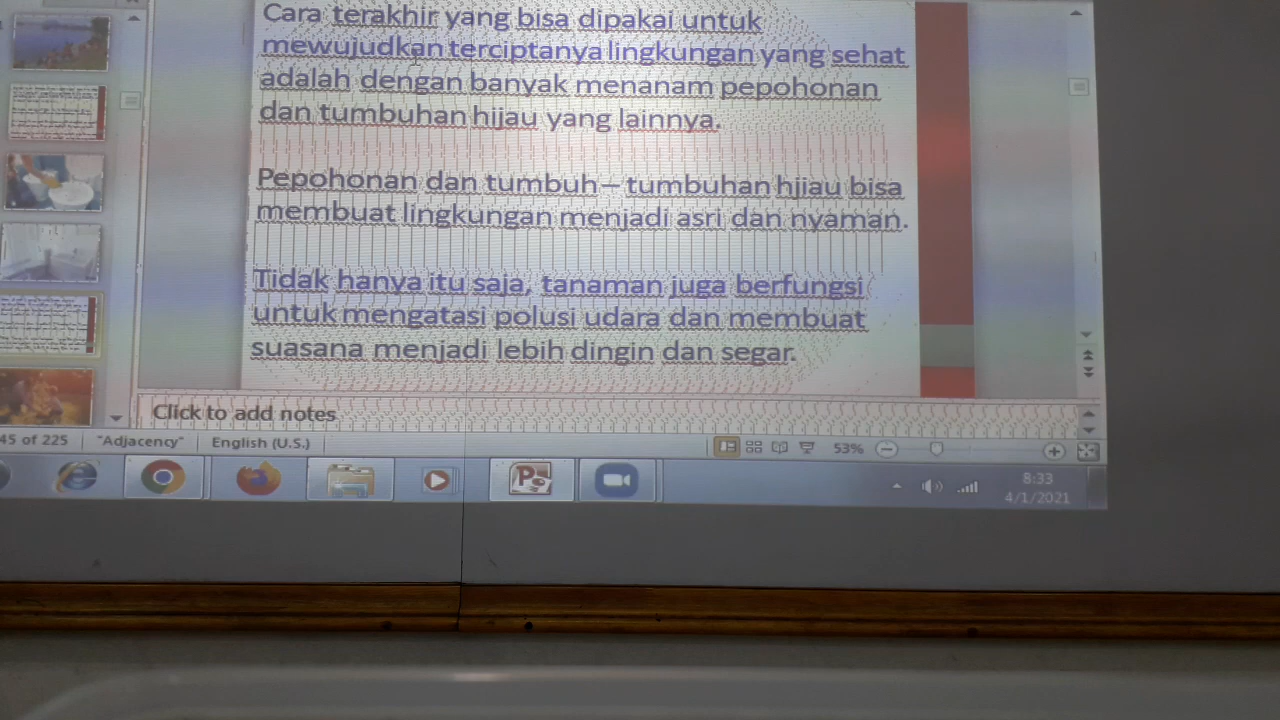 Cara terakhir yang bisa dipakai untuk
mewujudkan terciptanya lingkungan yang sehat
adalah dengan banyak menanam pepohonan
dan tumbuhan hijau yang lainnya.
Pepohonan dan tumbuh – tumbuhan hjiau bisa
membuat lingkungan menjadi asri dan nyaman.
Tidak hanya itu saja, tanaman juga berfungsi
untuk mengatasi polusi udara dan membuat
suasana menjadi lebih dingin dan segar.
Click to add notes
45 of 225 "Adjacency" English (U.S.) 53%
8:33
4/1/2021